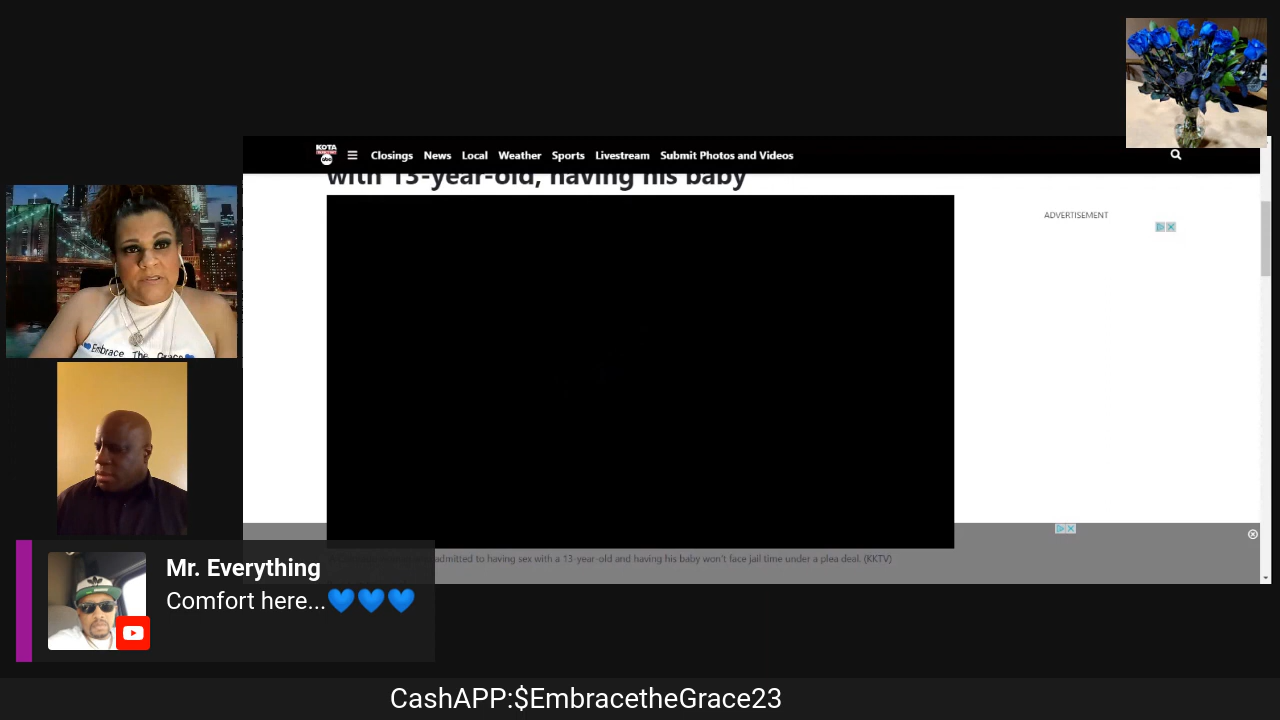 KOTA
abc
Closings News Local Weather Sports Livestream Submit Photos and Videos
with 13-year-old, having his baby
ADVERTISEMENT
Embrace The Grace
admitted to having sex with a 13-year-old and having his baby won't face jail time under a plea deal. (KKTV)
Mr. Everything
Comfort here...💙💙💙
CashAPP:$EmbracetheGrace23